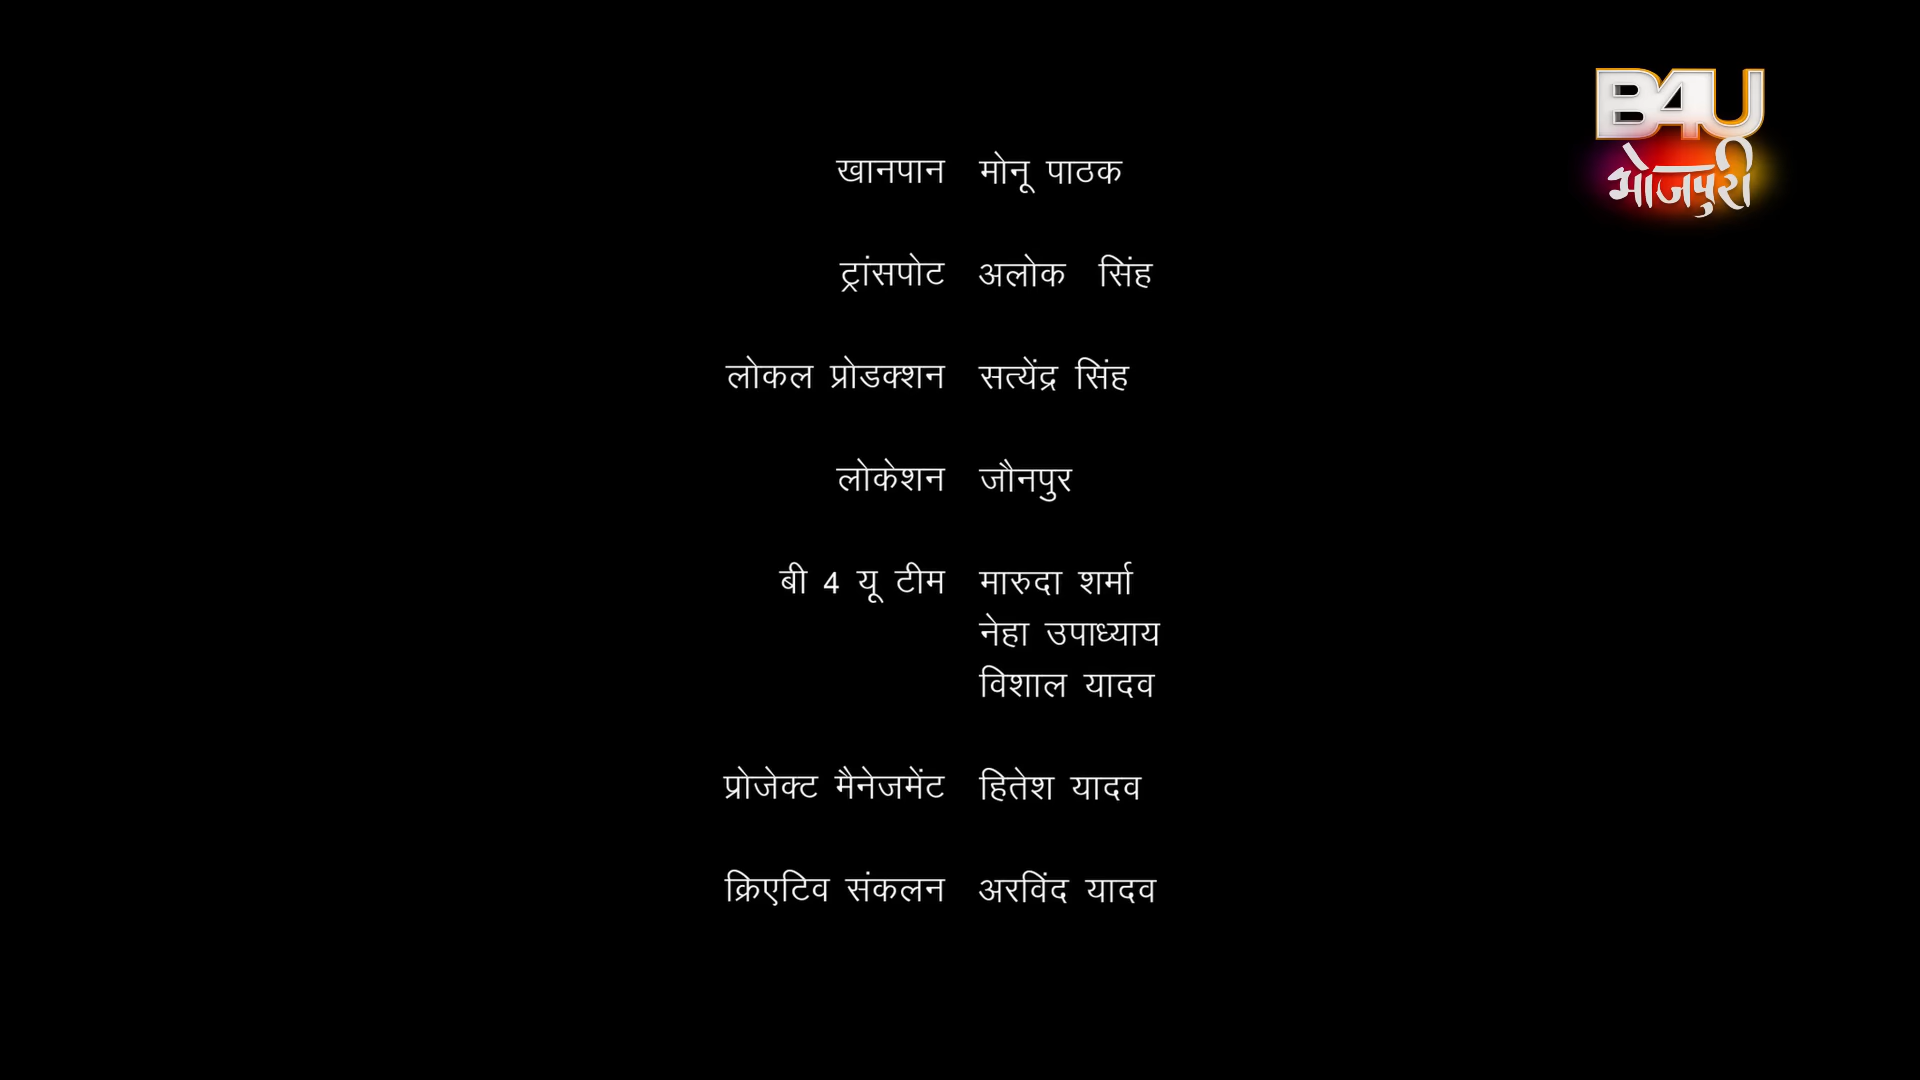 B4U
भोजपुरी
खानपान मोनू पाठक
ट्रांसपोट अलोक सिंह
लोकल प्रोडक्शन सत्येंद्र सिंह
लोकेशन जौनपुर
बी 4 यू टीम मारुदा शर्मा
नेहा उपाध्याय
विशाल यादव
प्रोजेक्ट मैनेजमेंट हितेश यादव
क्रिएटिव संकलन अरविंद यादव